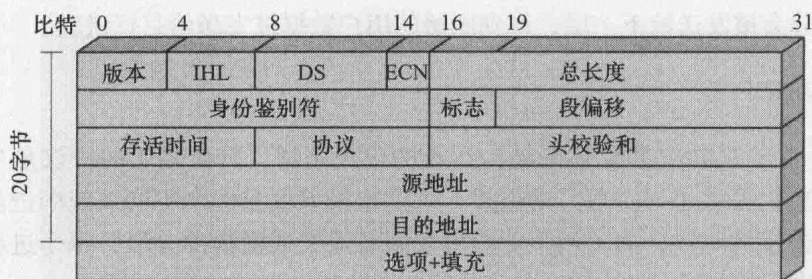 比特 0 4 8 14 16 19 31
版本 IHL DS ECN 总长度
身份鉴别符 标志 段偏移
存活时间 协议 头校验和
源地址
目的地址
选项+填充
20字节